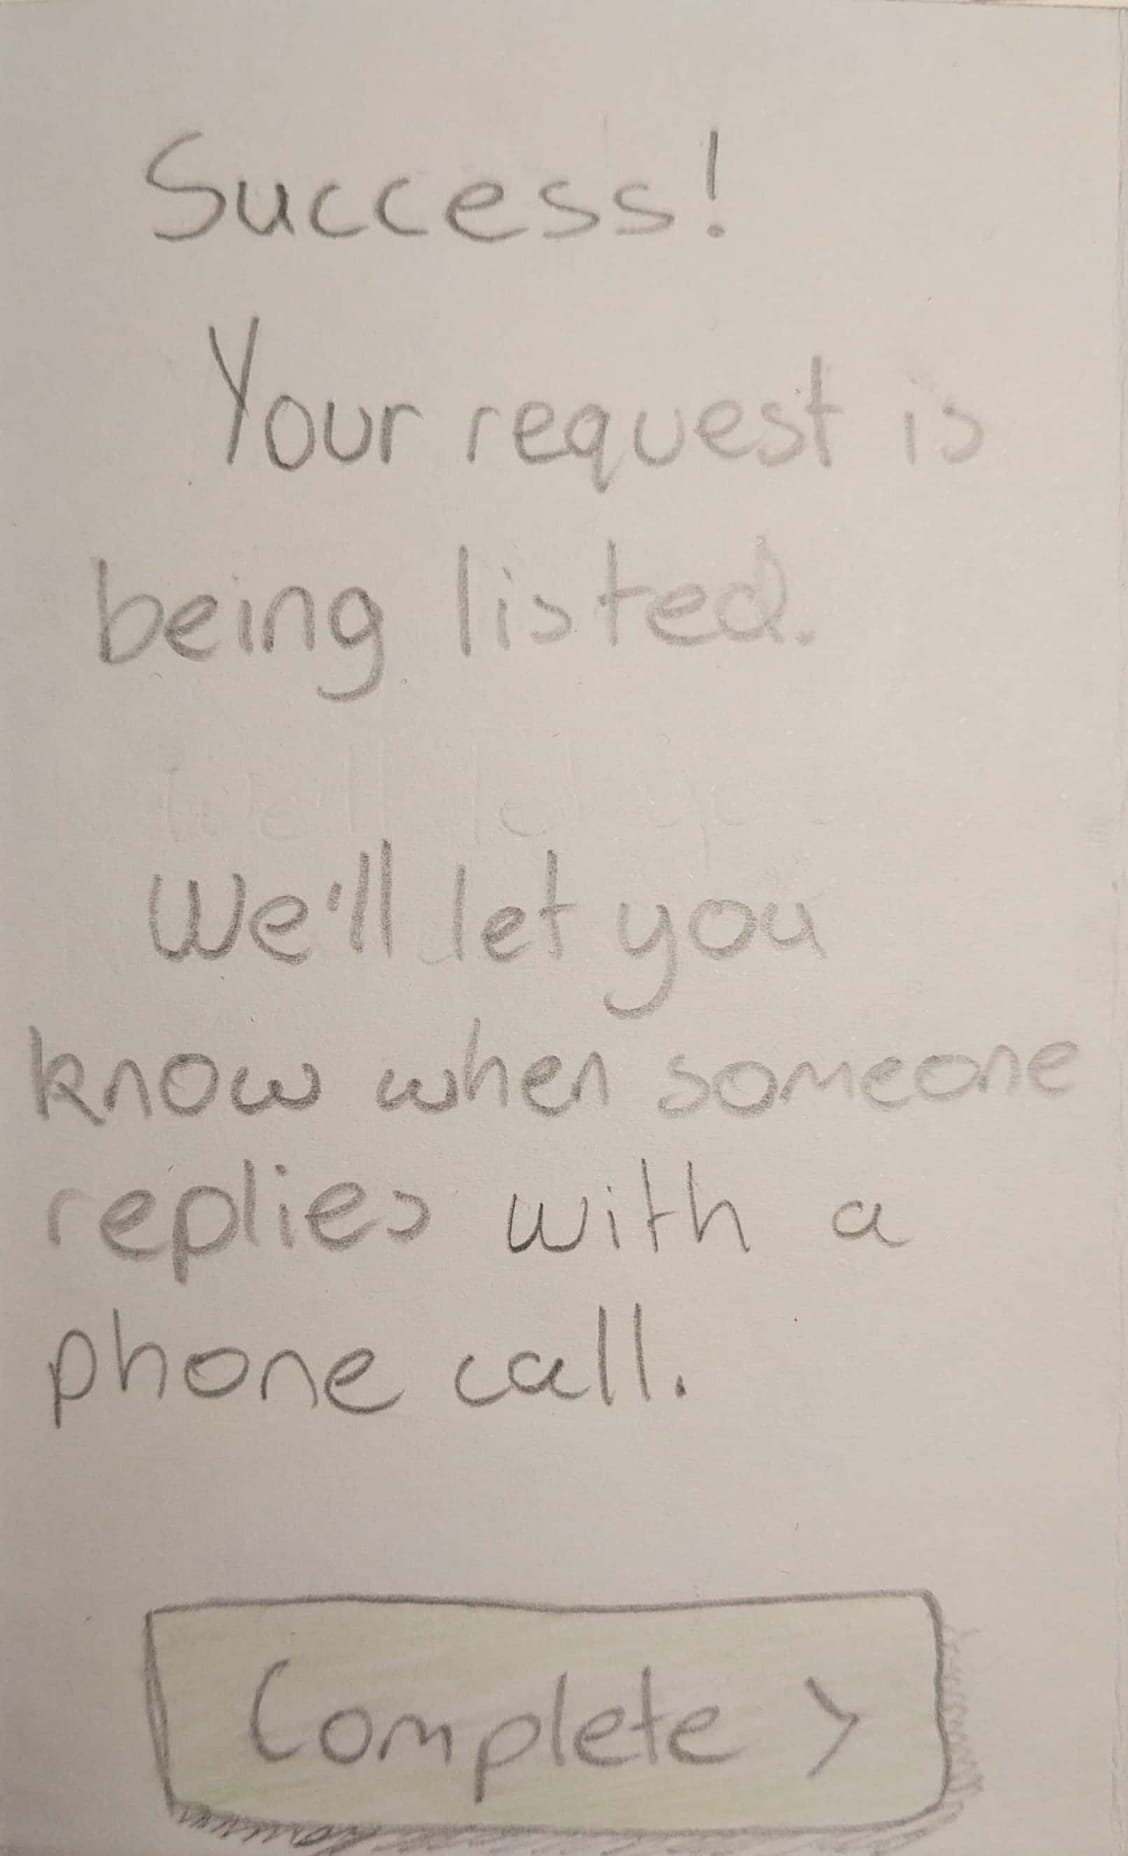 Success!
Your request is
being listed.
We'll let you
know when someone
replies with a
phone call.
Complete >